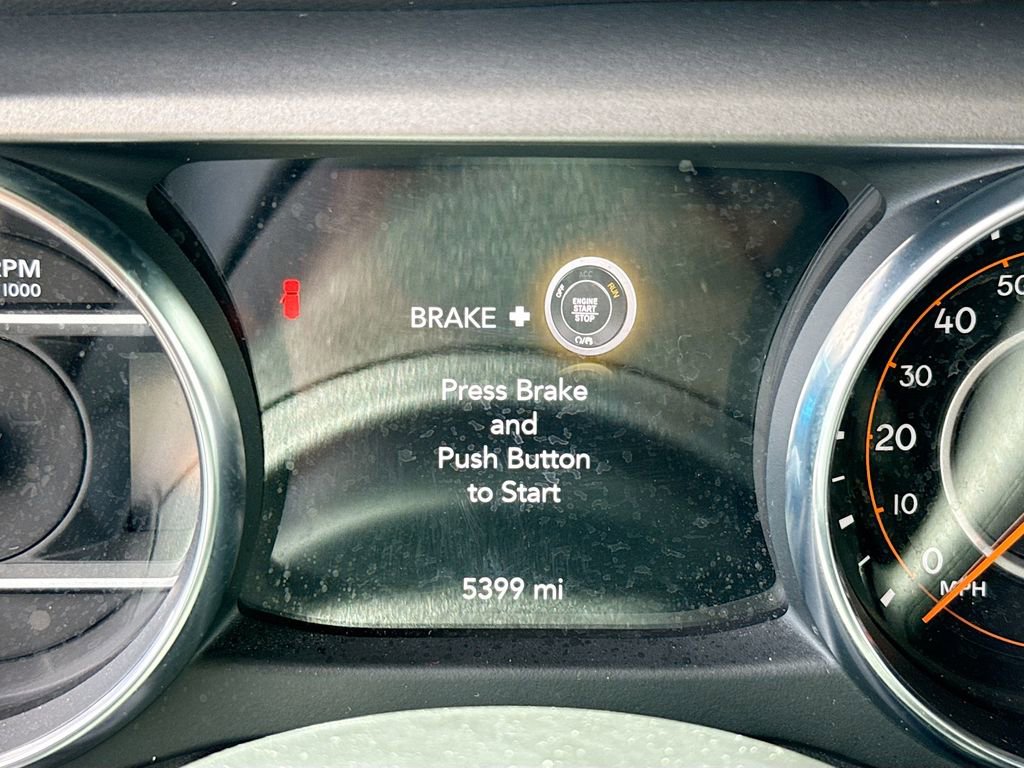 RPM
1000
BRAKE +
OFF ACC RUN
ENGINE
START
STOP
Press Brake
and
Push Button
to Start
5399 mi
50
40
30
20
10
0
MPH